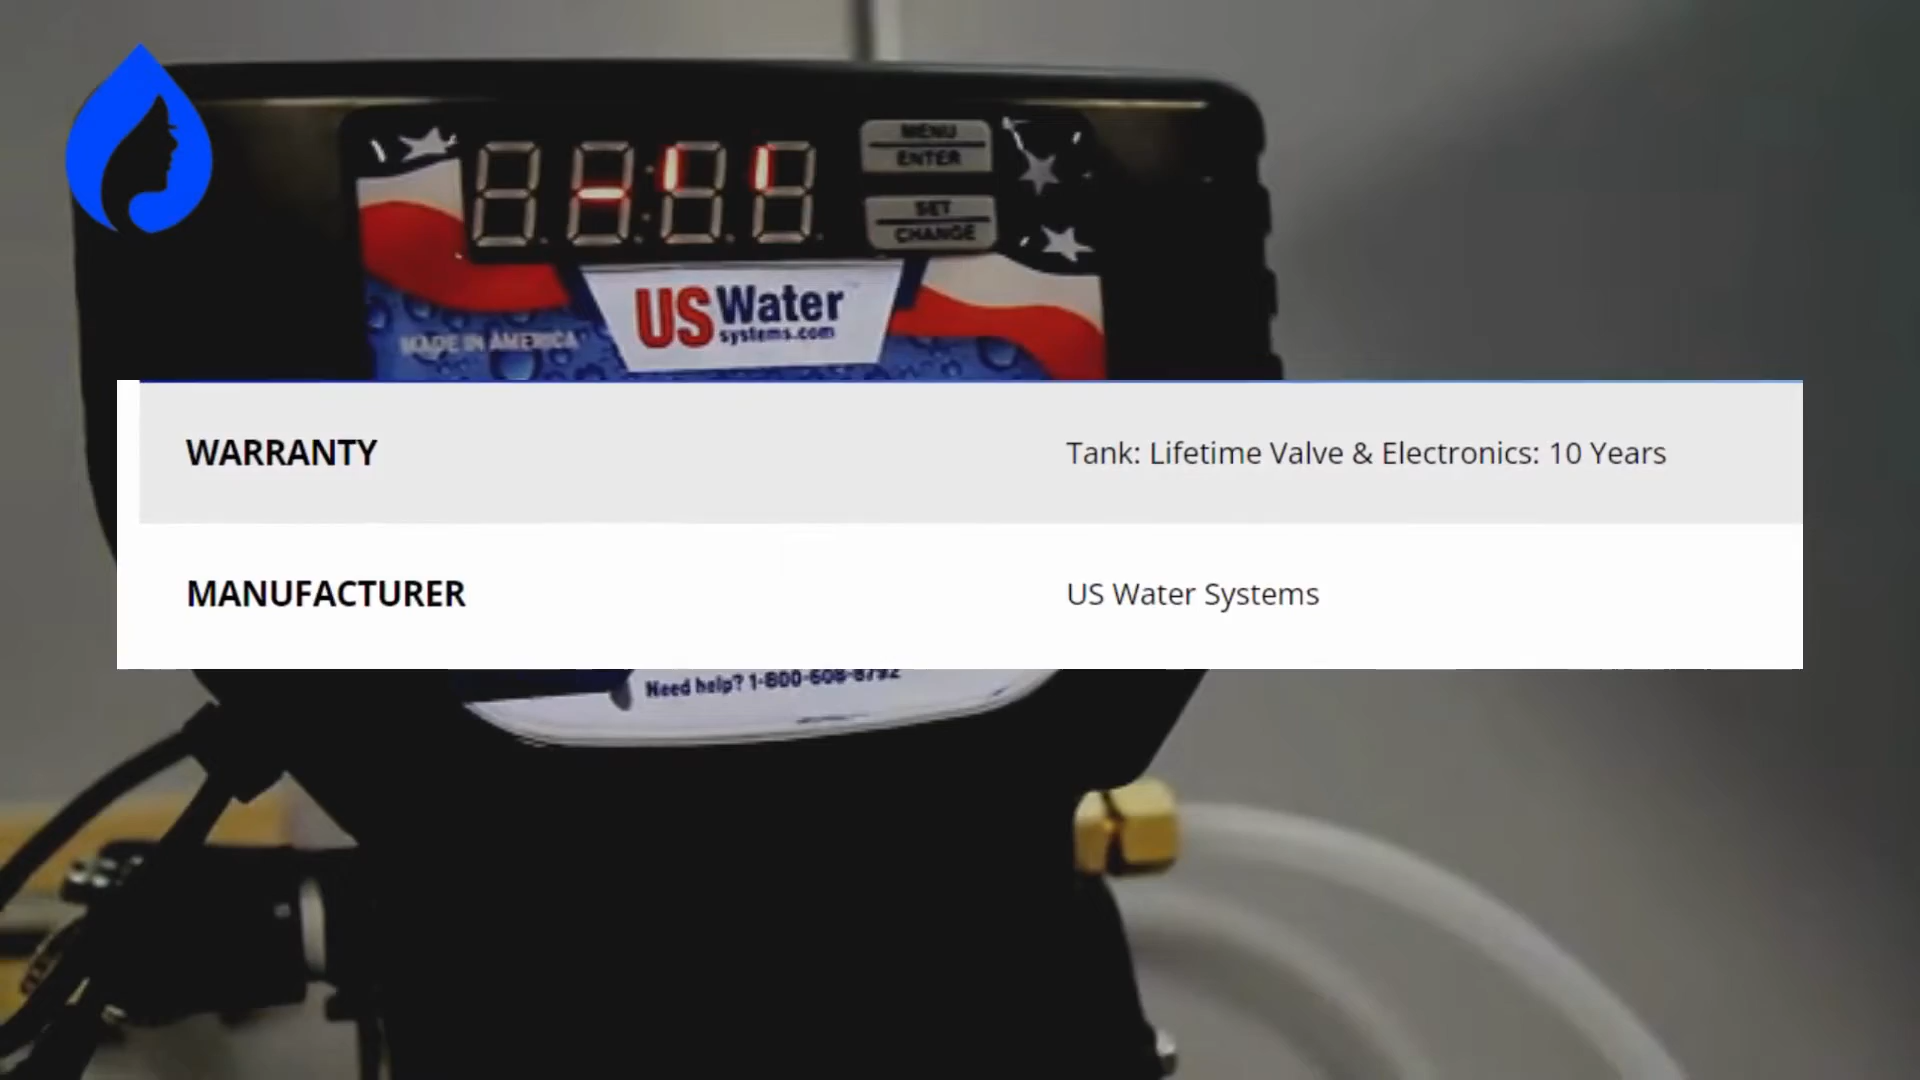 MENU
ENTER
SET
CHANGE
US Water
systems.com
MADE IN AMERICA
WARRANTY Tank: Lifetime Valve & Electronics: 10 Years
MANUFACTURER US Water Systems
Need help? 1-800-608-8792